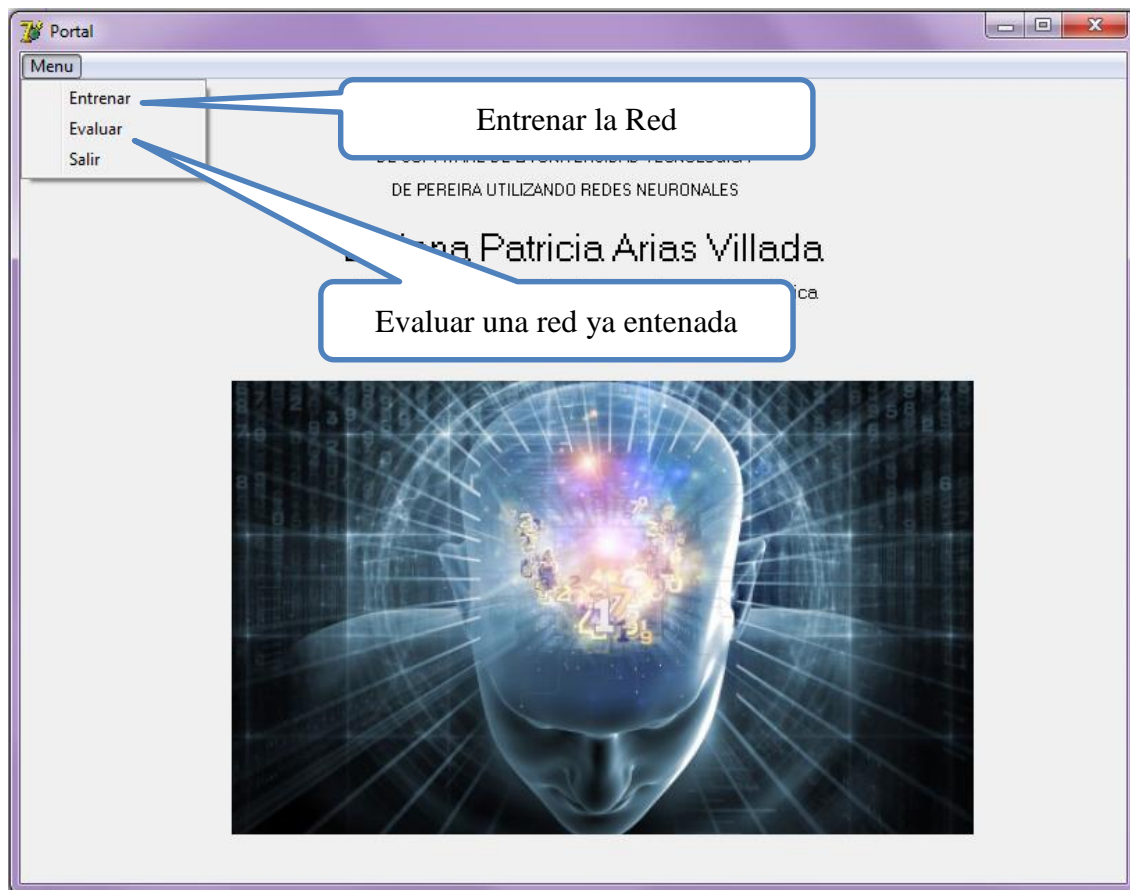 Portal
Menu
Entrenar
Evaluar
Salir
Entrenar la Red
DE PEREIRA UTILIZANDO REDES NEURONALES
Patricia Arias Villada
Evaluar una red ya entenada